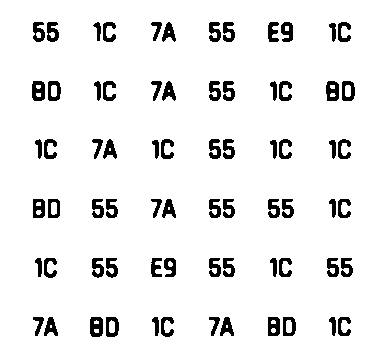 55 1C 7A 55 E9 1C
BD 1C 7A 55 1C BD
1C 7A 1C 55 1C 1C
BD 55 7A 55 55 1C
1C 55 E9 55 1C 55
7A BD 1C 7A BD 1C